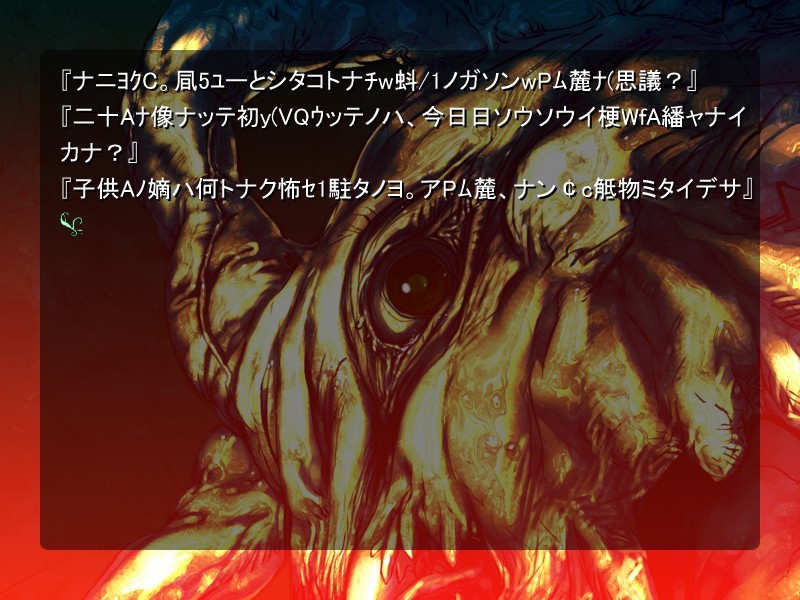 『ナニヨｸC。凮5ｭーとシタコトナﾁw蚪/1ノガソンwPﾑ麓ﾅ(思議？』
『二十Aﾅ像ナッテ初y(VQｳッテノハ、今日日ソウソウイ梗WfA繙ャナイ
カナ？』
『子供Aﾉ嫡ハ何トナク怖ｾ1駐タノヨ。アPﾑ麓、ナン￠c觝物ミタイデサ』